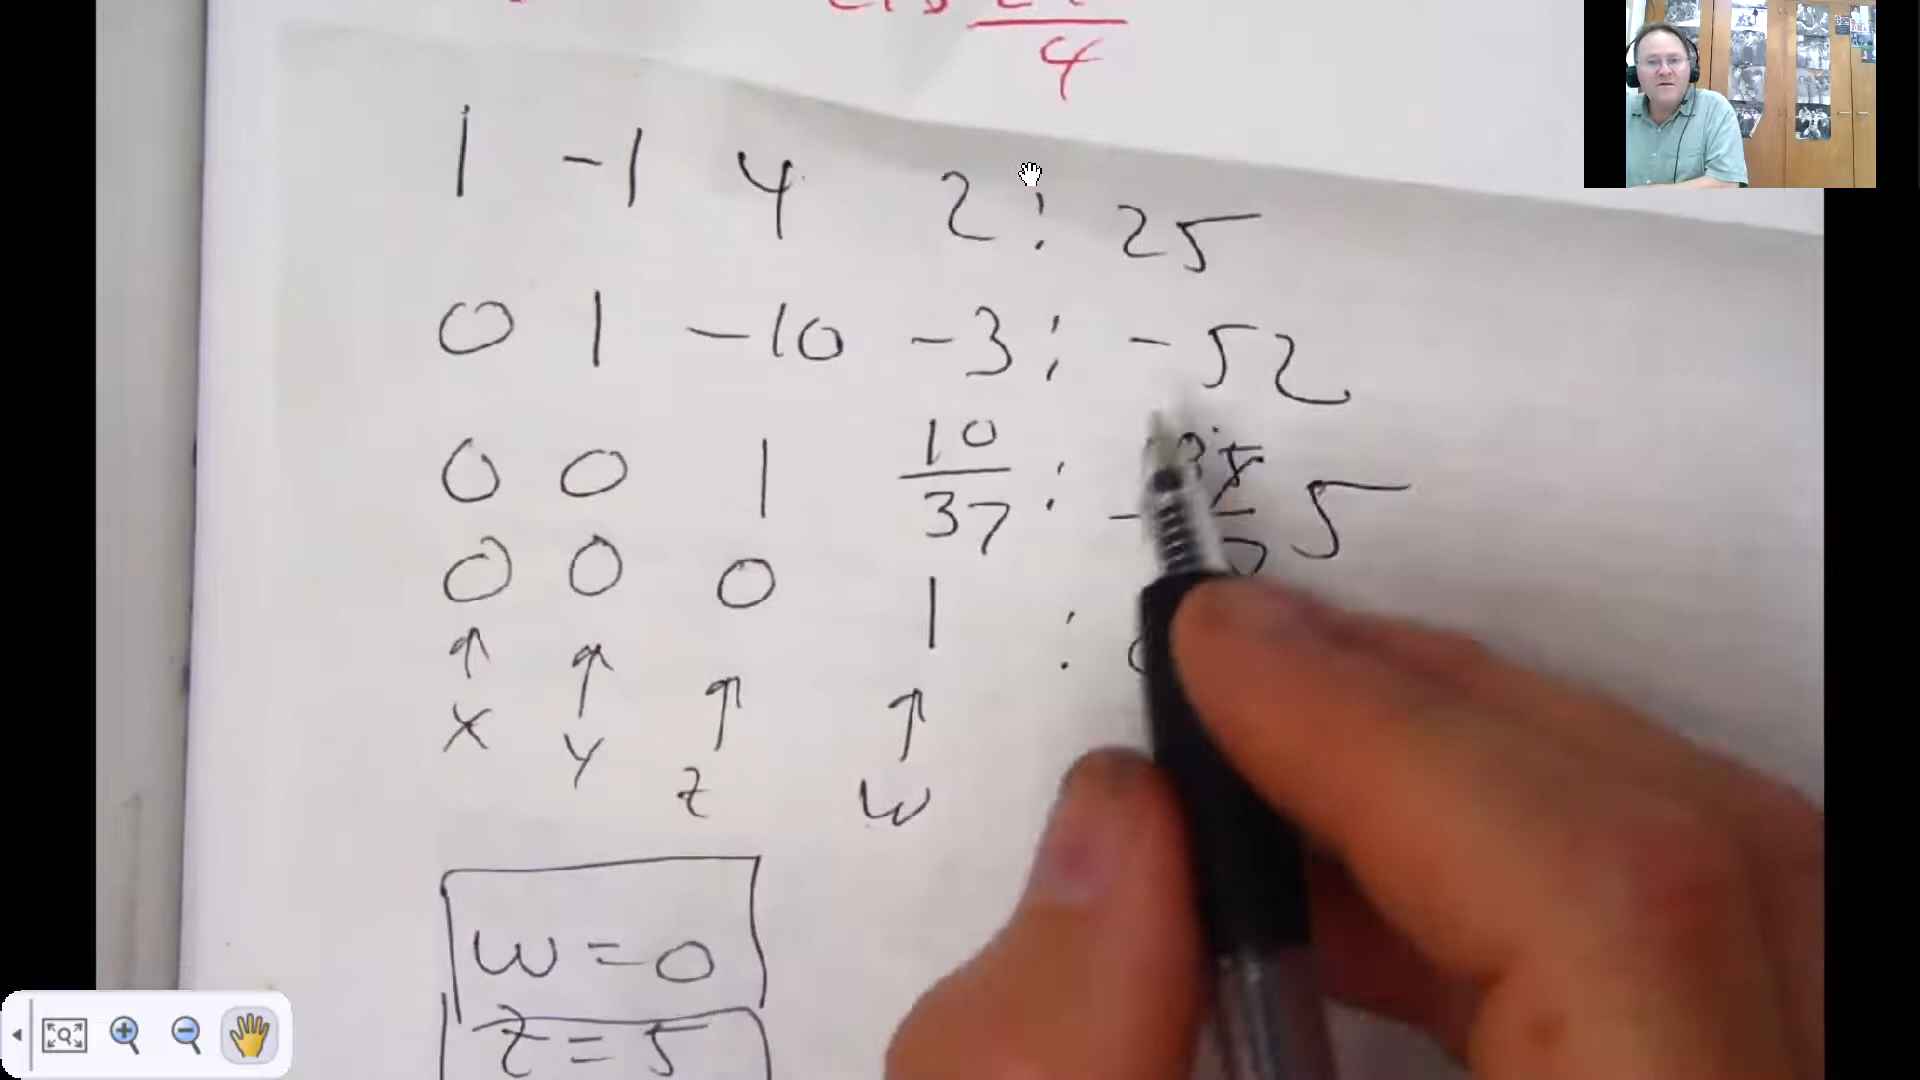 4
1 -1 4 2 : 25
0 1 -10 -3 : -52
0 0 1 10/37 : 5
0 0 0 1 :
↑ ↑ ↑ ↑
x y z w
w = 0
z = 5